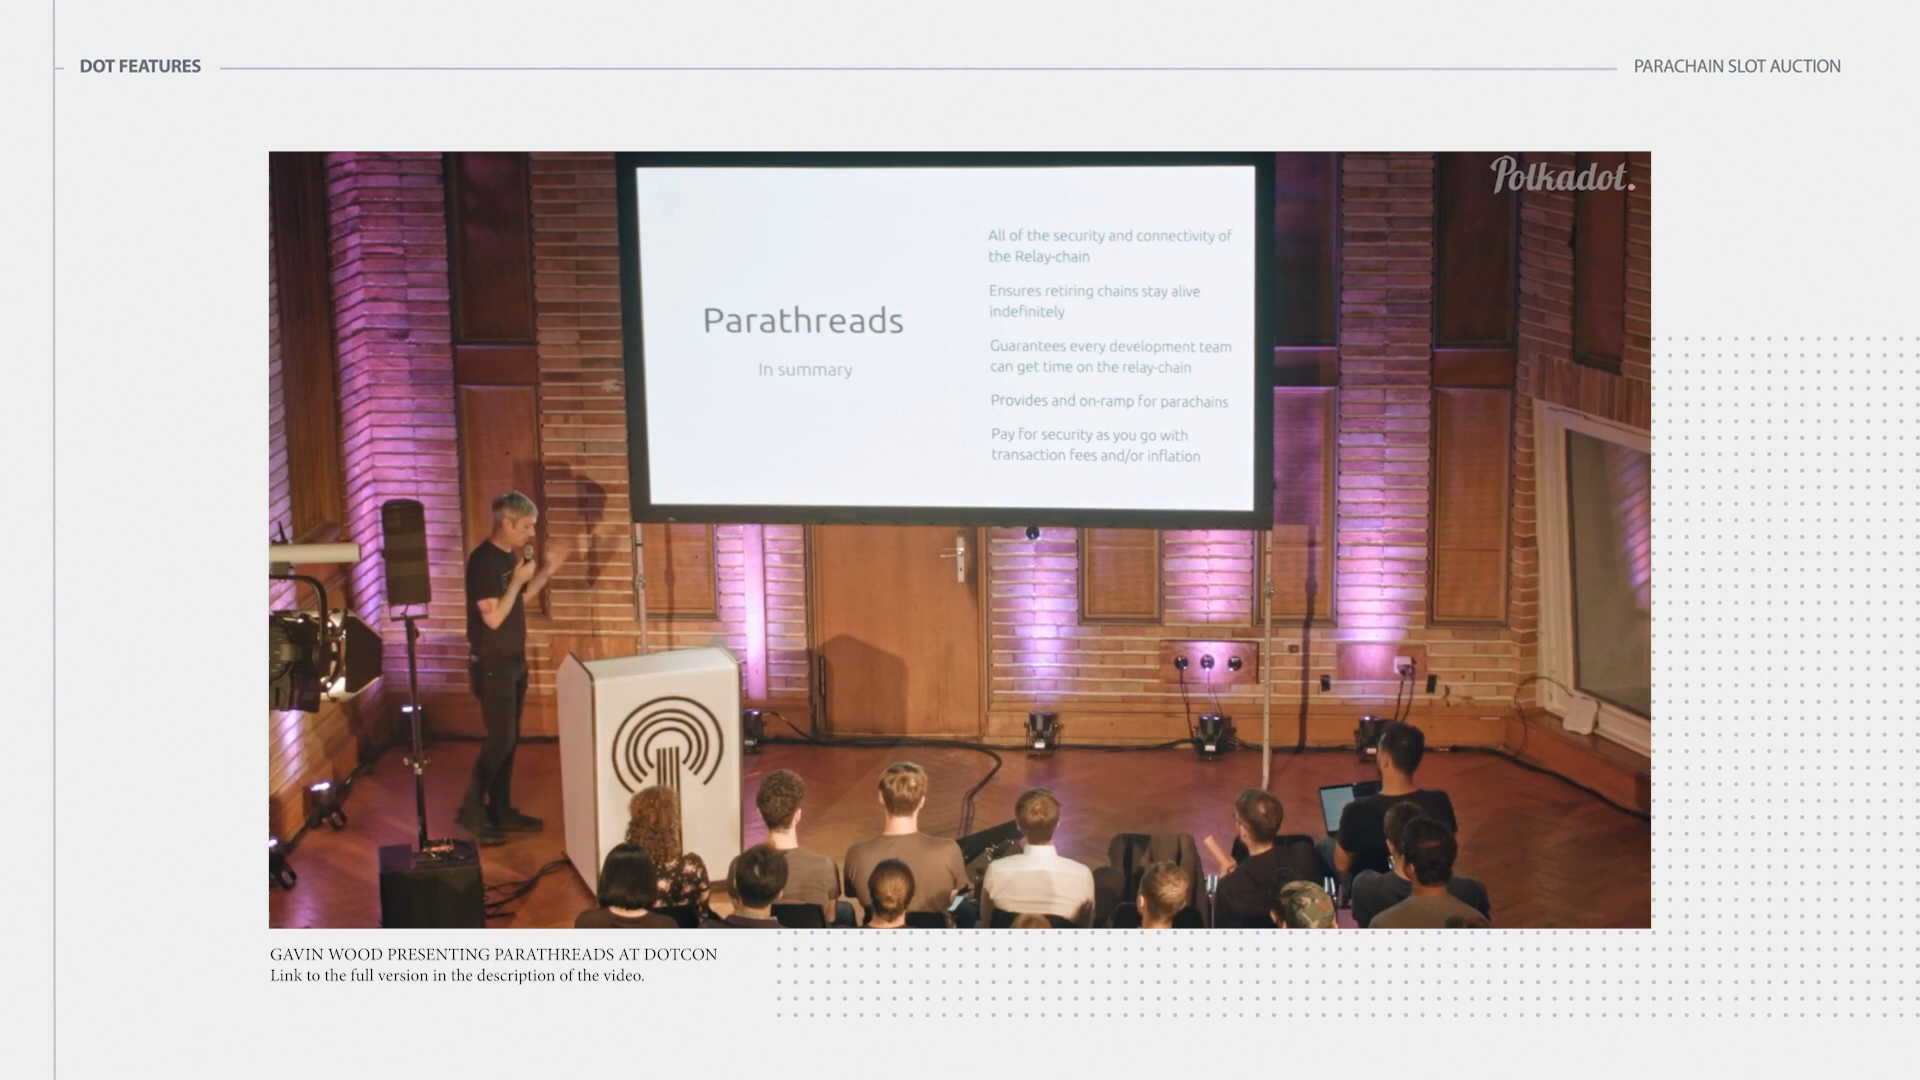 DOT FEATURES
PARACHAIN SLOT AUCTION
Polkadot.
Parathreads
In summary
All of the security and connectivity of
the Relay-chain
Ensures retiring chains stay alive
indefinitely
Guarantees every development team
can get time on the relay-chain
Provides and on-ramp for parachains
Pay for security as you go with
transaction fees and/or inflation
GAVIN WOOD PRESENTING PARATHREADS AT DOTCON
Link to the full version in the description of the video.